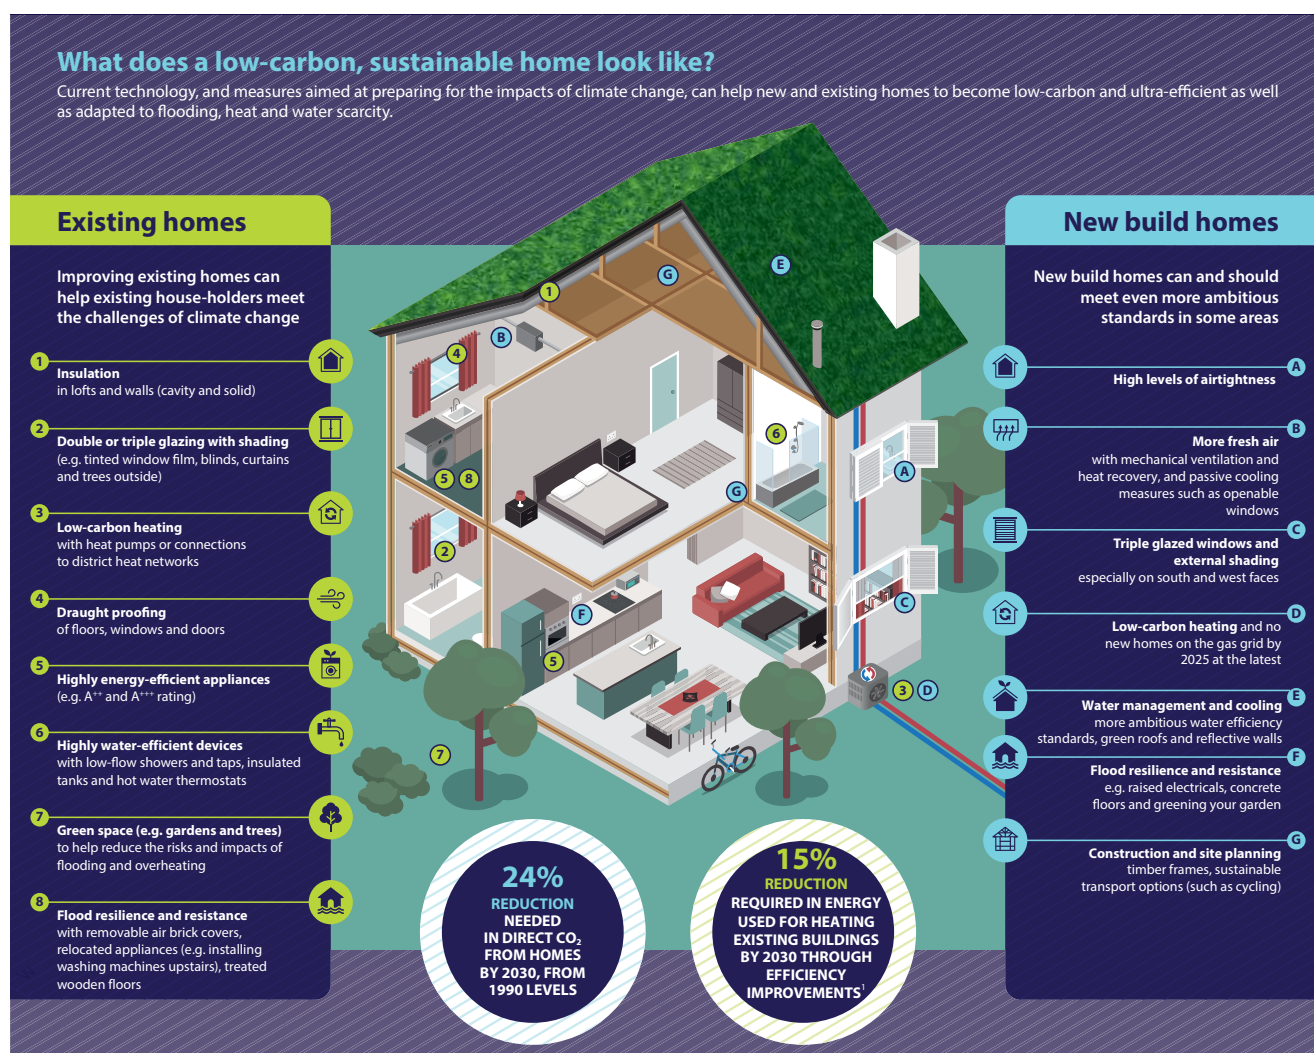 What does a low-carbon, sustainable home look like?
Current technology, and measures aimed at preparing for the impacts of climate change, can help new and existing homes to become low-carbon and ultra-efficient as well
as adapted to flooding, heat and water scarcity.
Existing homes
Improving existing homes can
help existing house-holders meet
the challenges of climate change
1
Insulation
in lofts and walls (cavity and solid)
2
Double or triple glazing with shading
(e.g. tinted window film, blinds, curtains
and trees outside)
3
Low-carbon heating
with heat pumps or connections
to district heat networks
4
Draught proofing
of floors, windows and doors
5
Highly energy-efficient appliances
(e.g. A++ and A+++ rating)
6
Highly water-efficient devices
with low-flow showers and taps, insulated
tanks and hot water thermostats
7
Green space (e.g. gardens and trees)
to help reduce the risks and impacts of
flooding and overheating
8
Flood resilience and resistance
with removable air brick covers,
relocated appliances (e.g. installing
washing machines upstairs), treated
wooden floors
G
E
1
B
4
6
A
5 8
G
2
C
F
5
3 D
7
24%
REDUCTION
NEEDED
IN DIRECT CO₂
FROM HOMES
BY 2030, FROM
1990 LEVELS
15%
REDUCTION
REQUIRED IN ENERGY
USED FOR HEATING
EXISTING BUILDINGS
BY 2030 THROUGH
EFFICIENCY
IMPROVEMENTS¹
New build homes
New build homes can and should
meet even more ambitious
standards in some areas
A
High levels of airtightness
B
More fresh air
with mechanical ventilation and
heat recovery, and passive cooling
measures such as openable
windows
C
Triple glazed windows and
external shading
especially on south and west faces
D
Low-carbon heating and no
new homes on the gas grid by
2025 at the latest
E
Water management and cooling
more ambitious water efficiency
standards, green roofs and reflective walls
F
Flood resilience and resistance
e.g. raised electricals, concrete
floors and greening your garden
G
Construction and site planning
timber frames, sustainable
transport options (such as cycling)